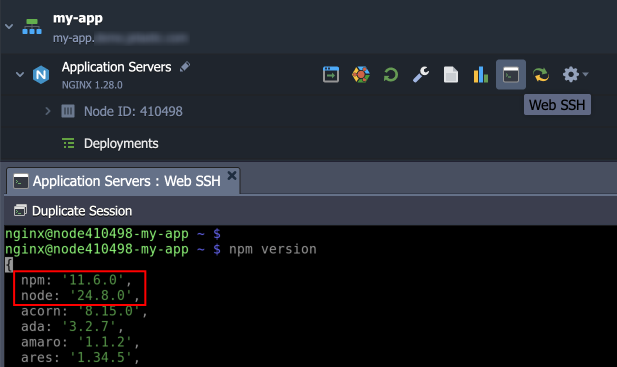 my-app
my-app.
Application Servers
NGINX 1.28.0
Node ID: 410498
Web SSH
Deployments
Application Servers : Web SSH
Duplicate Session
nginx@node410498-my-app ~ $
nginx@node410498-my-app ~ $ npm version
{
npm: '11.6.0',
node: '24.8.0',
acorn: '8.15.0',
ada: '3.2.7',
amaro: '1.1.2',
ares: '1.34.5',